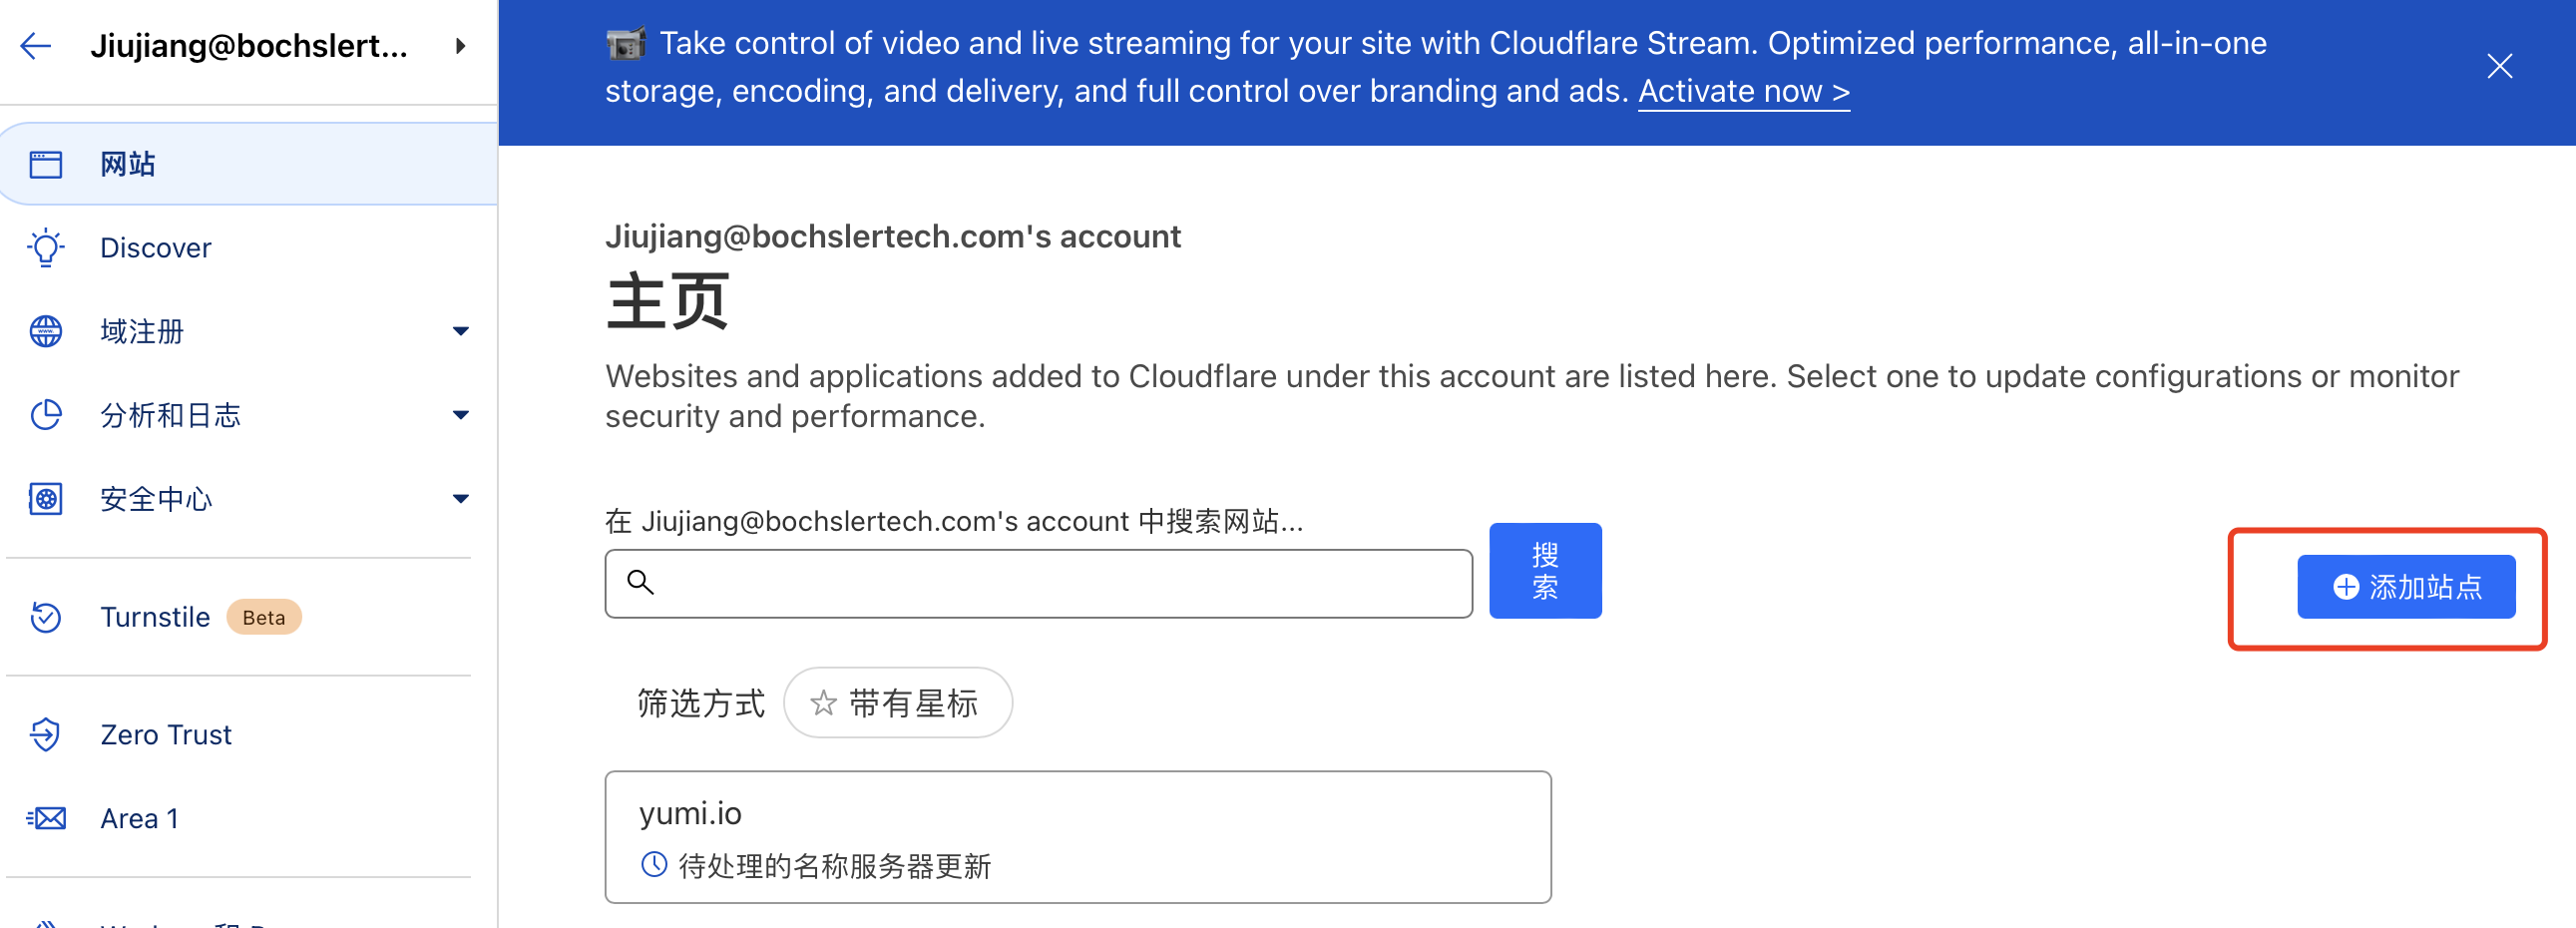 Jiujiang@bochslert...
网站
Discover
域注册
分析和日志
安全中心
Turnstile Beta
Zero Trust
Area 1
Take control of video and live streaming for your site with Cloudflare Stream. Optimized performance, all-in-one
storage, encoding, and delivery, and full control over branding and ads. Activate now >
Jiujiang@bochslertech.com's account
主页
Websites and applications added to Cloudflare under this account are listed here. Select one to update configurations or monitor
security and performance.
在 Jiujiang@bochslertech.com's account 中搜索网站...
搜
索
添加站点
筛选方式 带有星标
yumi.io
待处理的名称服务器更新